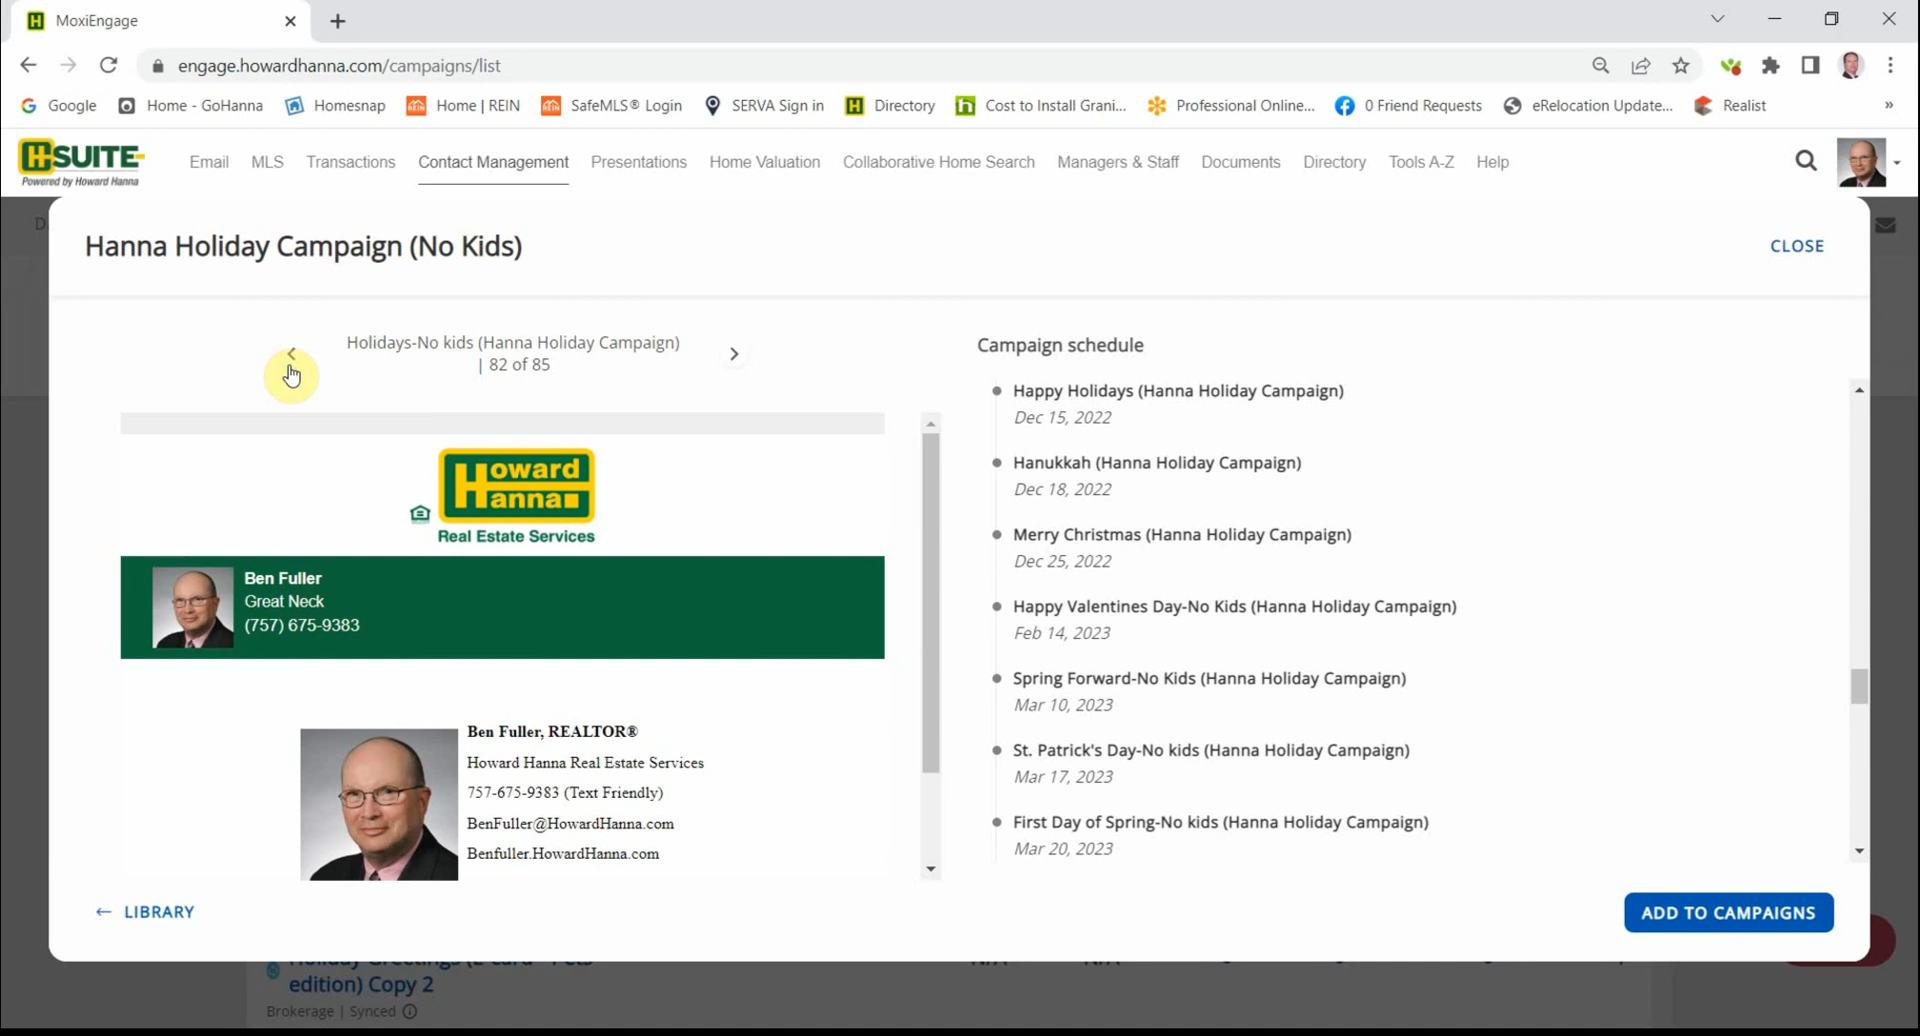 MoxiEngage
engage.howardhanna.com/campaigns/list
Google
Home - GoHanna
Homesnap
Home | REIN
SafeMLS® Login
SERVA Sign in
Directory
Cost to Install Grani...
Professional Online...
0 Friend Requests
eRelocation Update...
Realist
»
HSUITE
Powered by Howard Hanna
Email
MLS
Transactions
Contact Management
Presentations
Home Valuation
Collaborative Home Search
Managers & Staff
Documents
Directory
Tools A-Z
Help
Hanna Holiday Campaign (No Kids)
CLOSE
Holidays-No kids (Hanna Holiday Campaign)
| 82 of 85
Howard
Hanna
Real Estate Services
Ben Fuller
Great Neck
(757) 675-9383
Ben Fuller, REALTOR®
Howard Hanna Real Estate Services
757-675-9383 (Text Friendly)
BenFuller@HowardHanna.com
Benfuller.HowardHanna.com
Campaign schedule
Happy Holidays (Hanna Holiday Campaign)
Dec 15, 2022
Hanukkah (Hanna Holiday Campaign)
Dec 18, 2022
Merry Christmas (Hanna Holiday Campaign)
Dec 25, 2022
Happy Valentines Day-No Kids (Hanna Holiday Campaign)
Feb 14, 2023
Spring Forward-No Kids (Hanna Holiday Campaign)
Mar 10, 2023
St. Patrick's Day-No kids (Hanna Holiday Campaign)
Mar 17, 2023
First Day of Spring-No kids (Hanna Holiday Campaign)
Mar 20, 2023
← LIBRARY
ADD TO CAMPAIGNS
edition) Copy 2
Brokerage | Synced